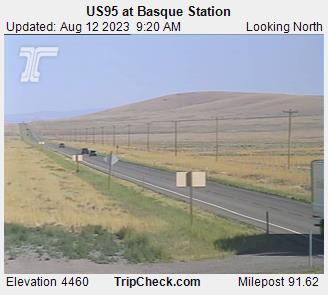 US95 at Basque Station
Updated: Aug 12 2023 9:20 AM Looking North
Elevation 4460 TripCheck.com Milepost 91.62